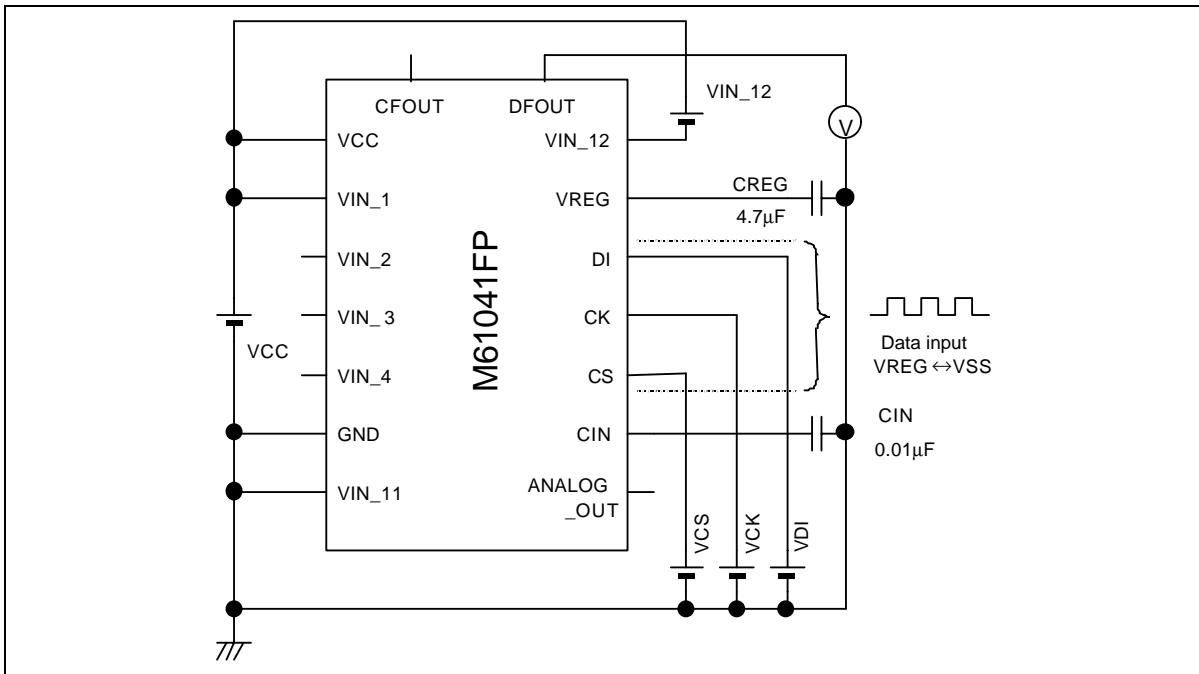 CFOUT
DFOUT
VIN_12
VCC
VIN_12
V
VIN_1
VREG
CREG
4.7μF
VIN_2
DI
M61041FP
VIN_ 3
CK
VCC
Data input
VREG ↔VSS
VIN_4
CS
GND
CIN
CIN
0.01μF
VIN_11
ANALOG
_OUT
VCS
VCK
VDI